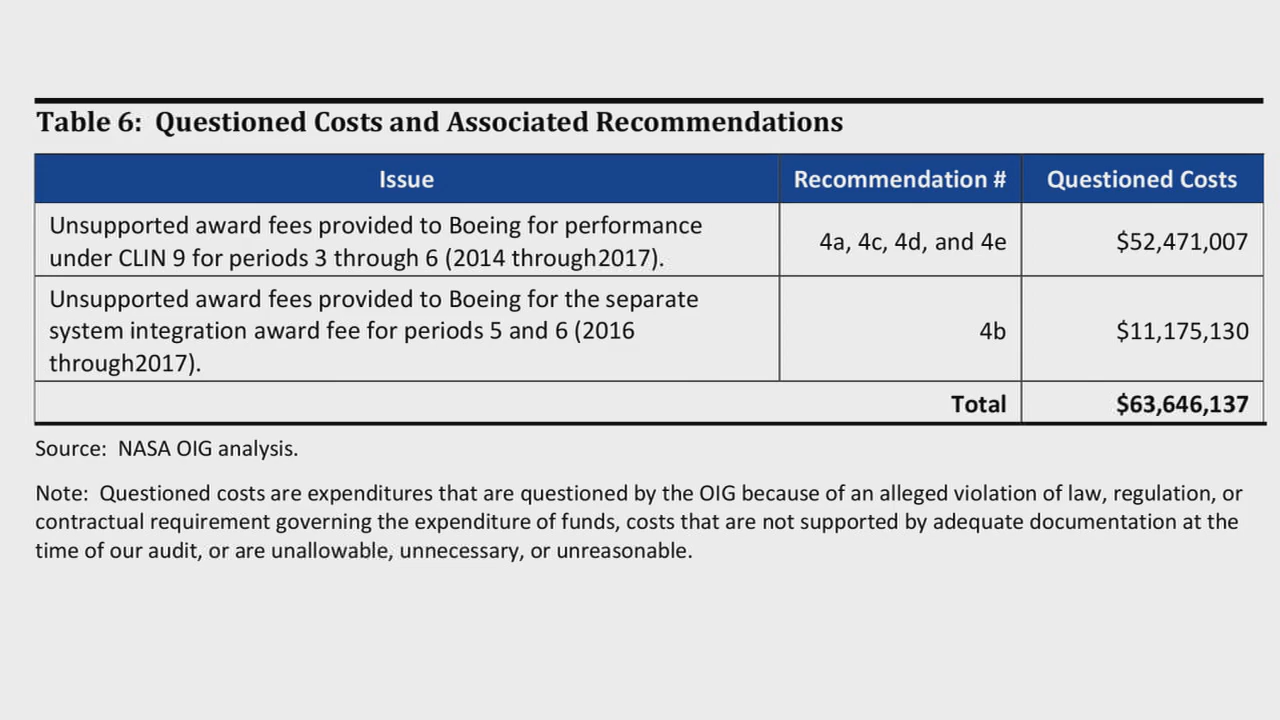 Table 6: Questioned Costs and Associated Recommendations
Issue Recommendation # Questioned Costs
Unsupported award fees provided to Boeing for performance
under CLIN 9 for periods 3 through 6 (2014 through2017).
4a, 4c, 4d, and 4e $52,471,007
Unsupported award fees provided to Boeing for the separate
system integration award fee for periods 5 and 6 (2016
through2017).
4b $11,175,130
Total $63,646,137
Source: NASA OIG analysis.
Note: Questioned costs are expenditures that are questioned by the OIG because of an alleged violation of law, regulation, or
contractual requirement governing the expenditure of funds, costs that are not supported by adequate documentation at the
time of our audit, or are unallowable, unnecessary, or unreasonable.